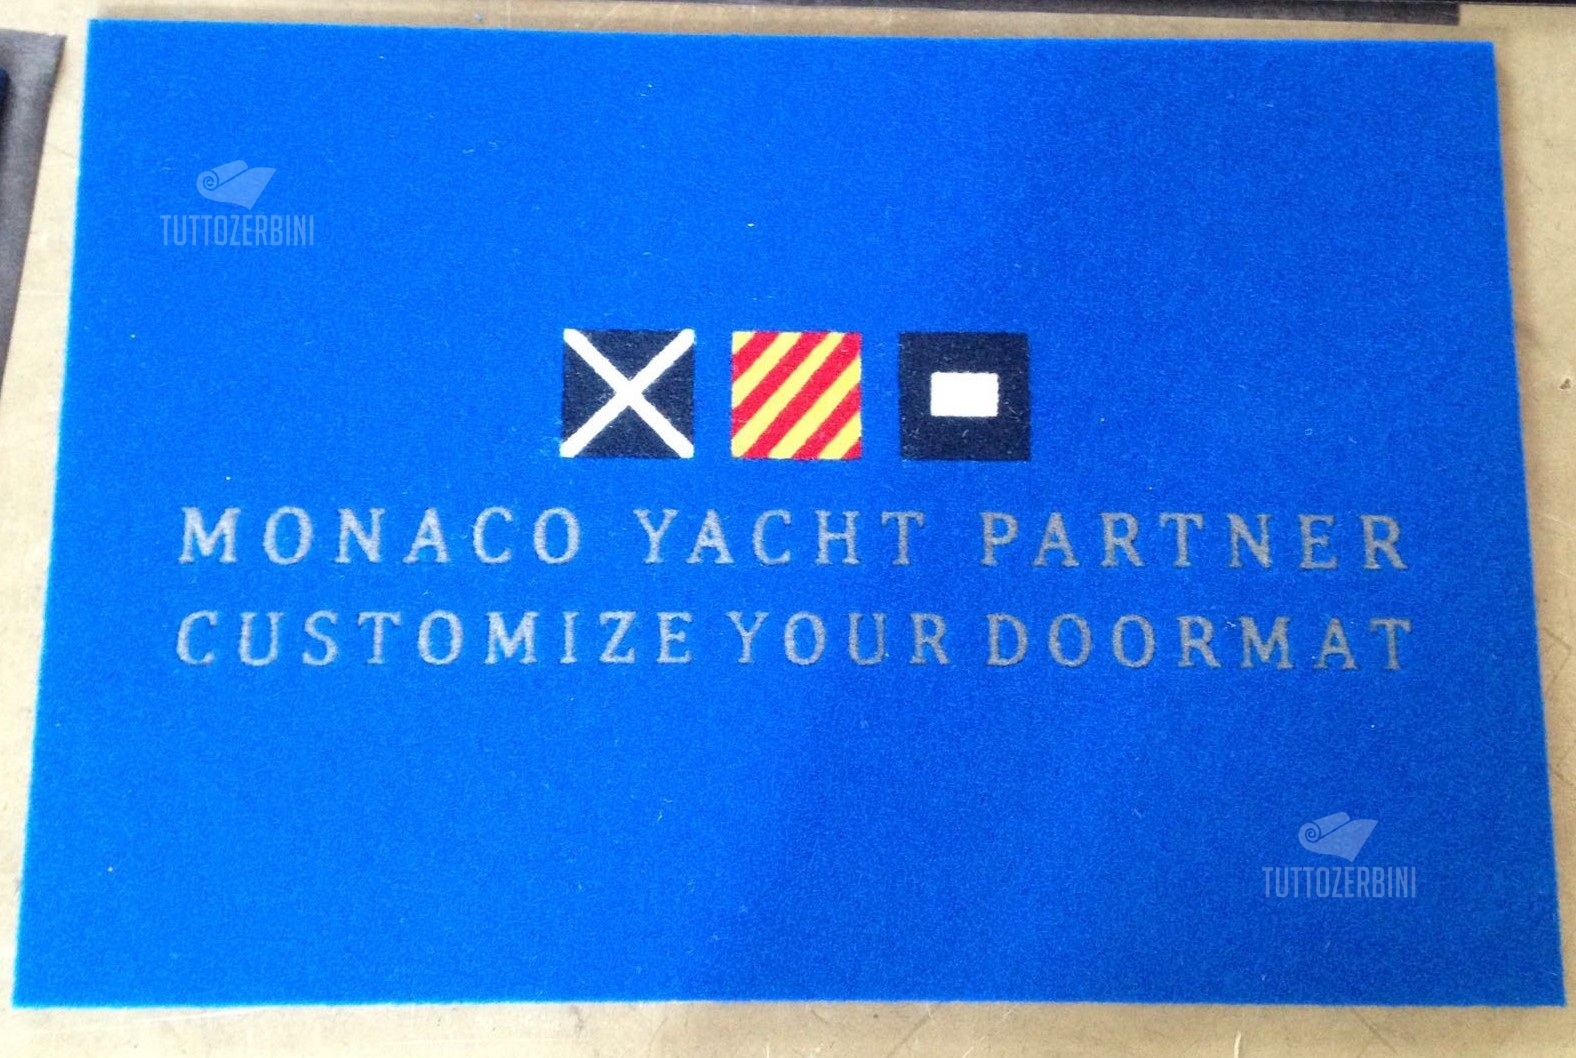 TUTTOZERBINI
MONACO YACHT PARTNER
CUSTOMIZE YOUR DOORMAT
TUTTOZERBINI